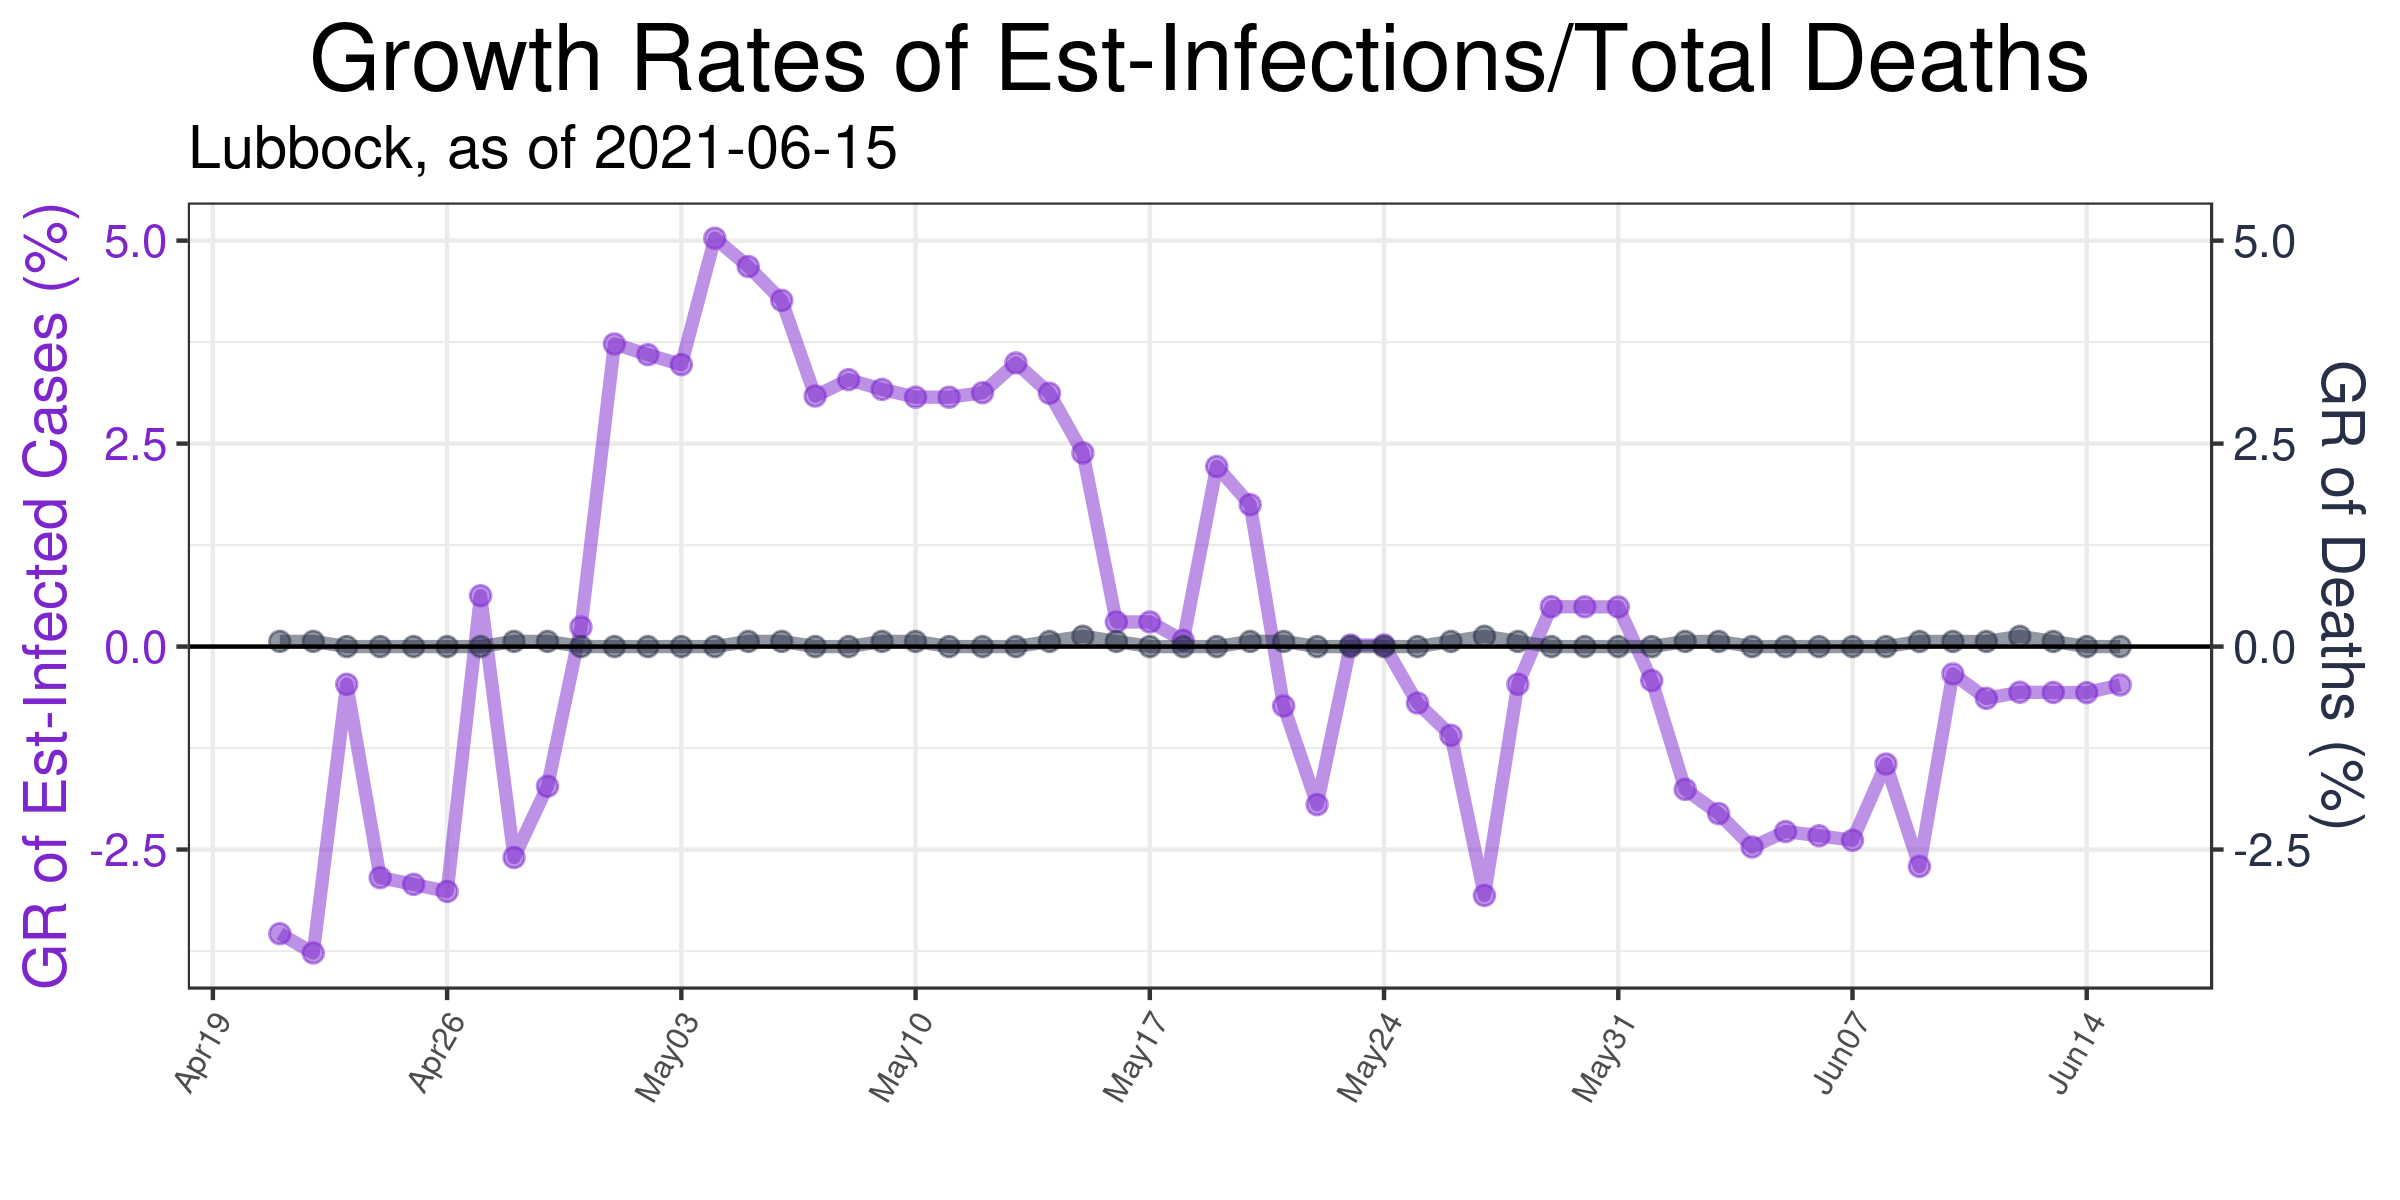 Growth Rates of Est-Infections/Total Deaths
Lubbock, as of 2021-06-15
GR of Est-Infected Cases (%)
5.0
2.5
0.0
-2.5
5.0
2.5
0.0
-2.5
GR of Deaths (%)
Apr19
Apr26
May03
May10
May17
May24
May31
Jun07
Jun14